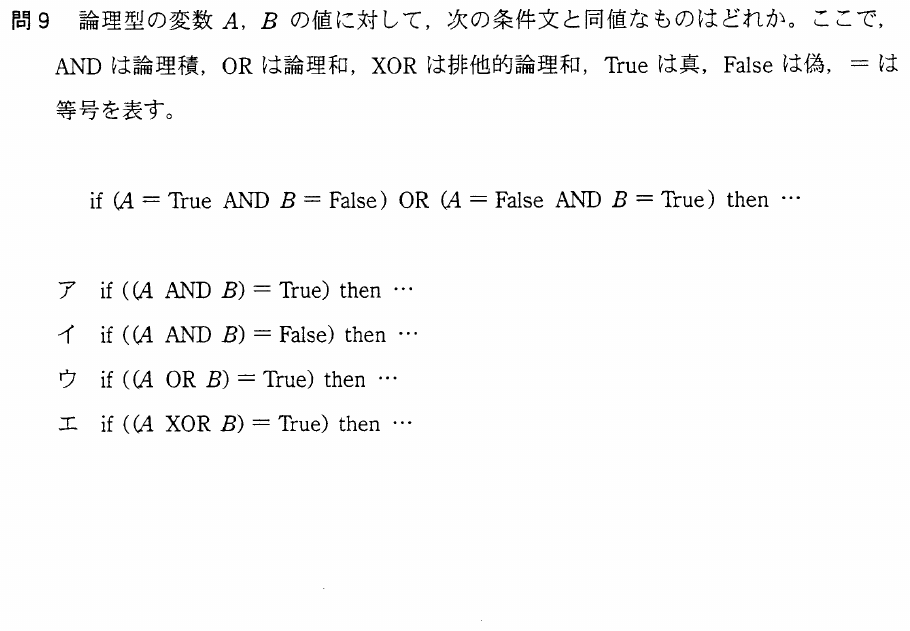 問9 論理型の変数 A，B の値に対して，次の条件文と同値なものはどれか。ここで，
AND は論理積，OR は論理和，XOR は排他的論理和，True は真，False は偽，＝ は
等号を表す。
if (A = True AND B = False) OR (A = False AND B = True) then …
ア if ((A AND B) = True) then …
イ if ((A AND B) = False) then …
ウ if ((A OR B) = True) then …
エ if ((A XOR B) = True) then …